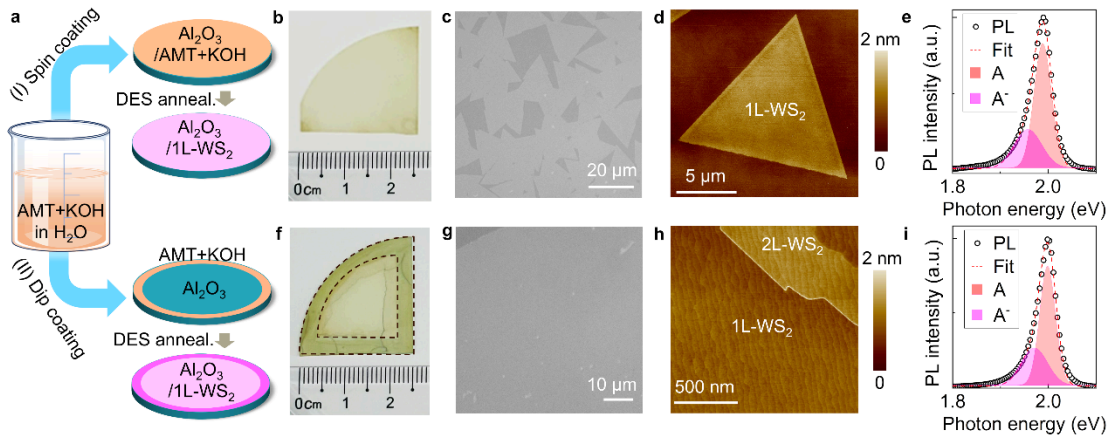 a
(I) Spin coating
Al₂O₃
/AMT+KOH
DES anneal.
Al₂O₃
/1L-WS₂
AMT+KOH
in H₂O
(II) Dip coating
AMT+KOH
Al₂O₃
DES anneal.
Al₂O₃
/1L-WS₂
b
0cm 1 2
c
20 μm
d
1L-WS₂
5 μm
2 nm
0
e
PL intensity (a.u.)
PL
Fit
A
A⁻
1.8 2.0
Photon energy (eV)
f
0cm 1 2
g
10 μm
h
2L-WS₂
1L-WS₂
500 nm
2 nm
0
i
PL intensity (a.u.)
PL
Fit
A
A⁻
1.8 2.0
Photon energy (eV)